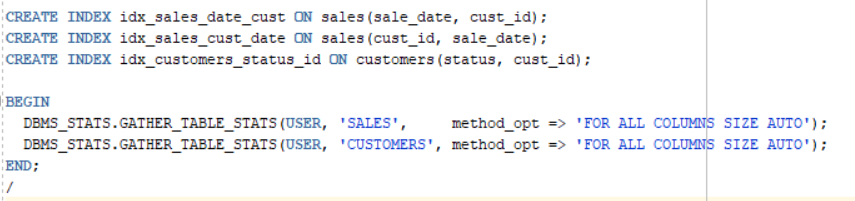 CREATE INDEX idx_sales_date_cust ON sales(sale_date, cust_id);
CREATE INDEX idx_sales_cust_date ON sales(cust_id, sale_date);
CREATE INDEX idx_customers_status_id ON customers(status, cust_id);

BEGIN
  DBMS_STATS.GATHER_TABLE_STATS(USER, 'SALES',     method_opt => 'FOR ALL COLUMNS SIZE AUTO');
  DBMS_STATS.GATHER_TABLE_STATS(USER, 'CUSTOMERS', method_opt => 'FOR ALL COLUMNS SIZE AUTO');
END;
/